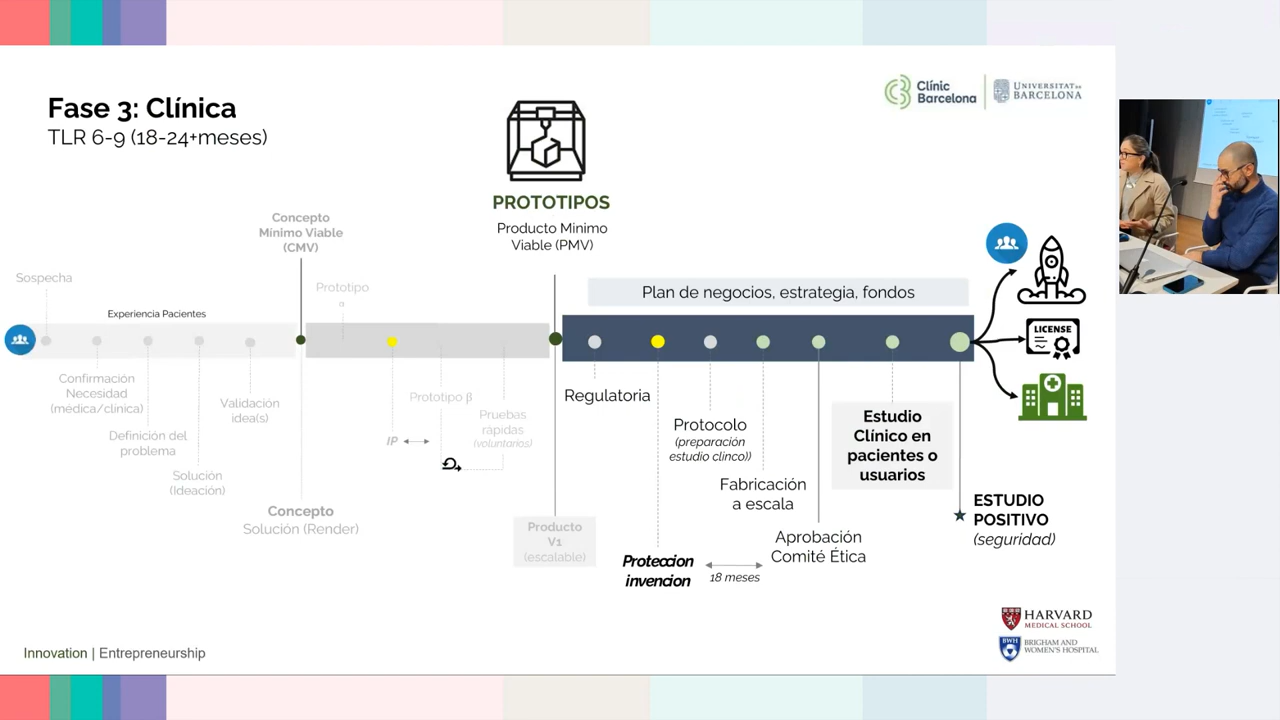 Fase 3: Clínica
TLR 6-9 (18-24+meses)
Clínic
Barcelona
UNIVERSITAT DE
BARCELONA
PROTOTIPOS
Producto Mínimo
Viable (PMV)
Concepto
Mínimo Viable
(CMV)
Sospecha
Prototipo
Experiencia Pacientes
Plan de negocios, estrategia, fondos
LICENSE
Confirmación
Necesidad
(médica/clínica)
Definición del
problema
Solución
(Ideación)
Validación
idea(s)
Concepto
Solución (Render)
IP
Prototipo β
Pruebas
rápidas
(voluntarios)
Producto
V1
(escalable)
Regulatoria
Proteccion
invencion
18 meses
Protocolo
(preparación
estudio clínco))
Fabricación
a escala
Aprobación
Comité Ética
Estudio
Clínico en
pacientes o
usuarios
ESTUDIO
POSITIVO
(seguridad)
Innovation | Entrepreneurship
HARVARD
MEDICAL SCHOOL
BWH
BRIGHAM AND
WOMEN'S HOSPITAL